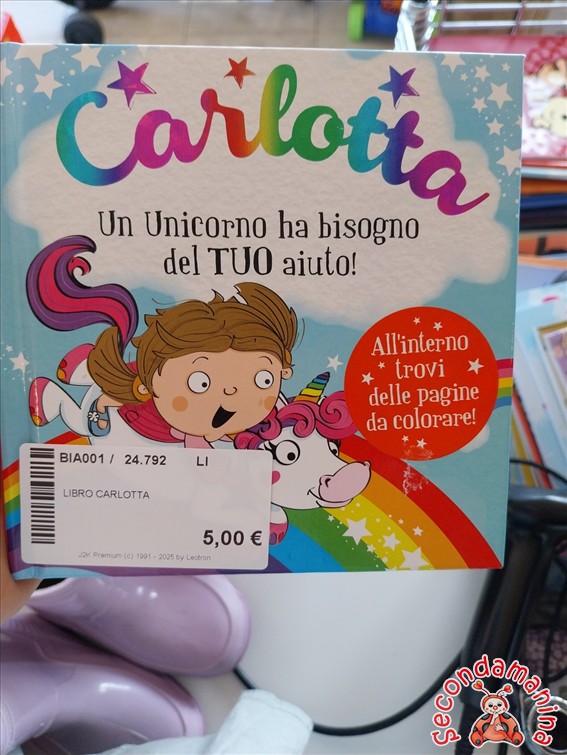 Carlotta
Un Unicorno ha bisogno
del TUO aiuto!
All'interno
trovi
delle pagine
da colorare!
BIA001 / 24.792 LI
LIBRO CARLOTTA
5,00 €
J2K Premium (c) 1991 - 2025 by Leotron
Secondamanina